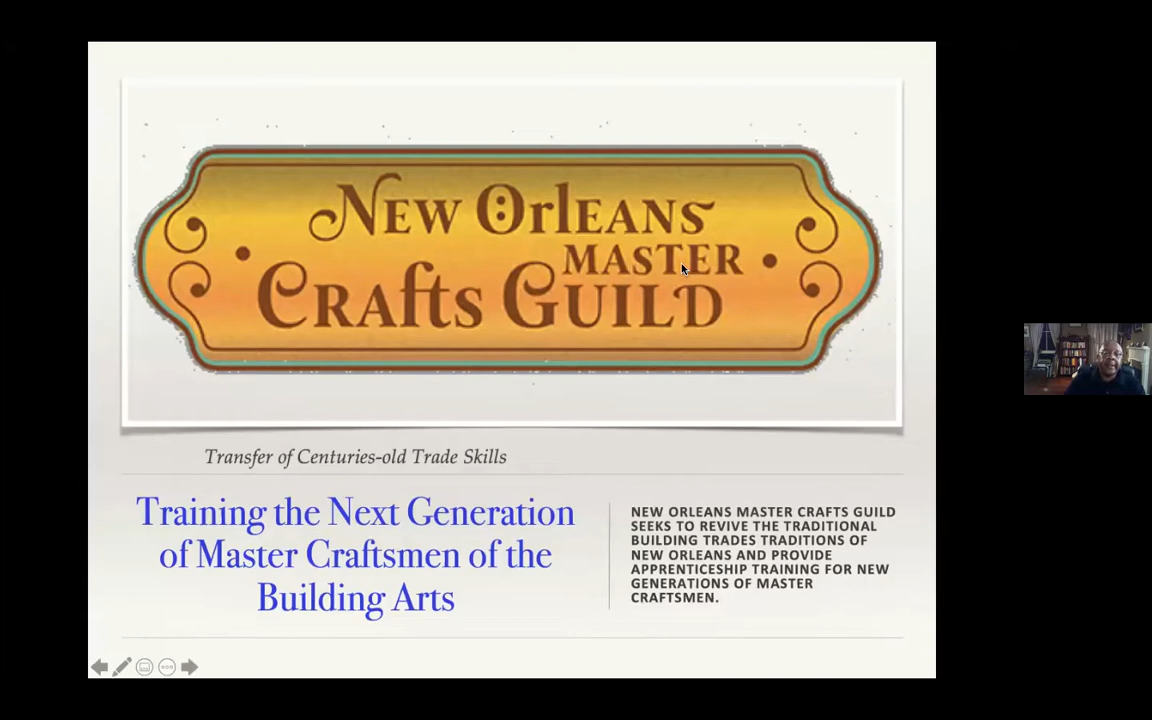 New Orleans
Master
Crafts Guild
Transfer of Centuries-old Trade Skills
Training the Next Generation
of Master Craftsmen of the
Building Arts
NEW ORLEANS MASTER CRAFTS GUILD
SEEKS TO REVIVE THE TRADITIONAL
BUILDING TRADES TRADITIONS OF
NEW ORLEANS AND PROVIDE
APPRENTICESHIP TRAINING FOR NEW
GENERATIONS OF MASTER
CRAFTSMEN.